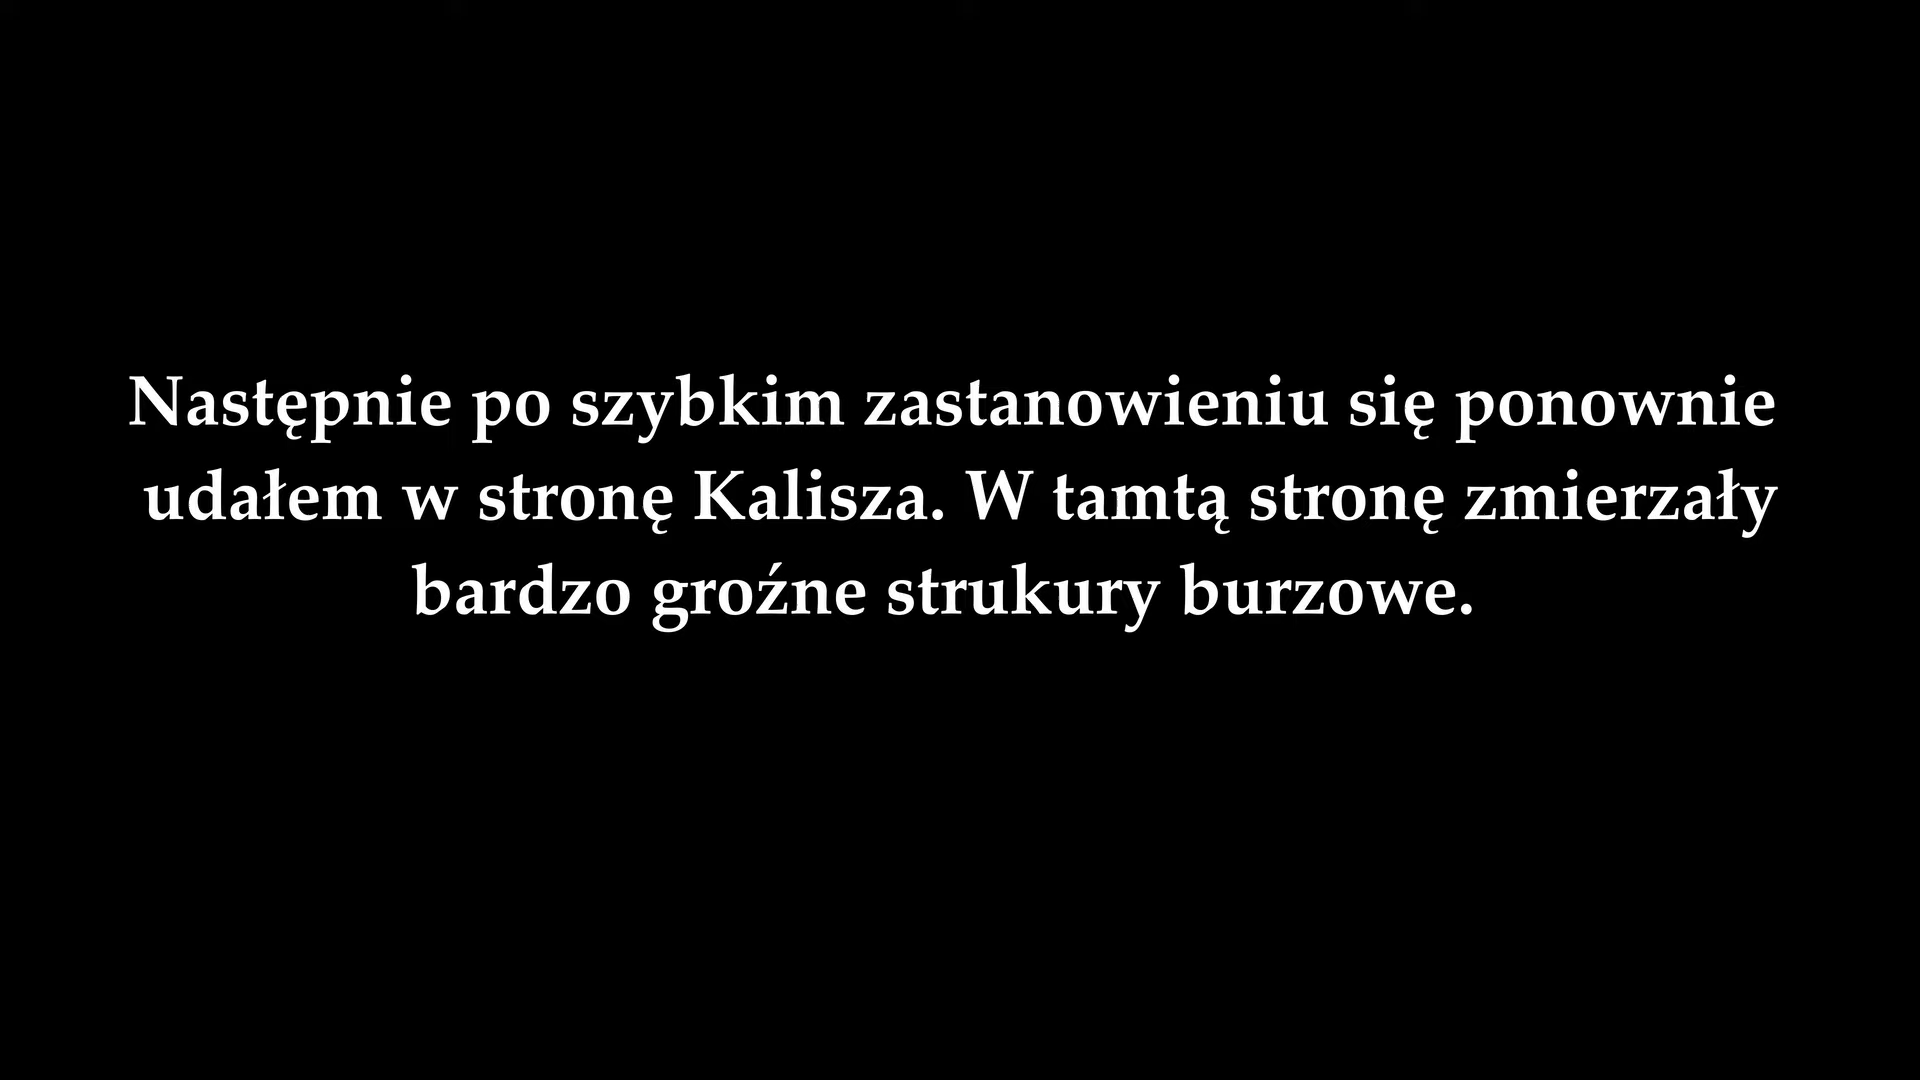 Następnie po szybkim zastanowieniu się ponownie
udałem w stronę Kalisza. W tamtą stronę zmierzały
bardzo groźne strukury burzowe.